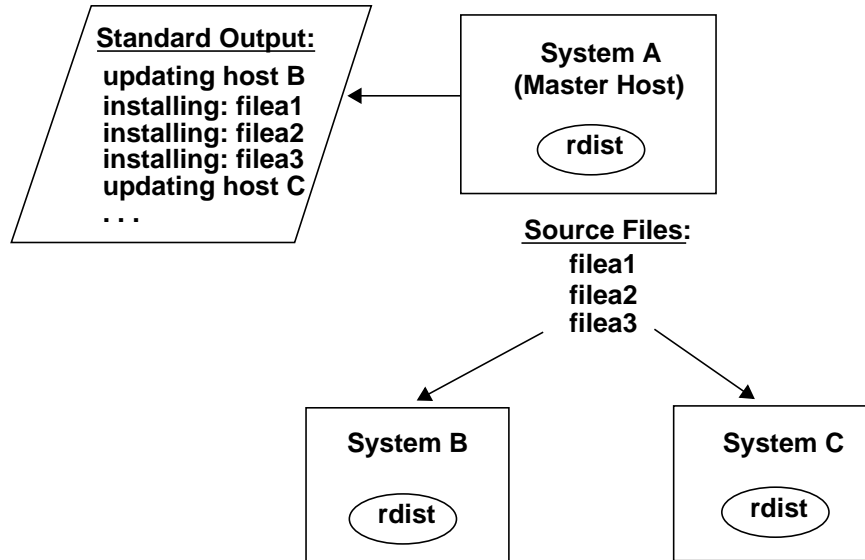 Standard Output:
updating host B
installing: filea1
installing: filea2
installing: filea3
updating host C
. . .
System A
(Master Host)
rdist
Source Files:
filea1
filea2
filea3
System B
rdist
System C
rdist